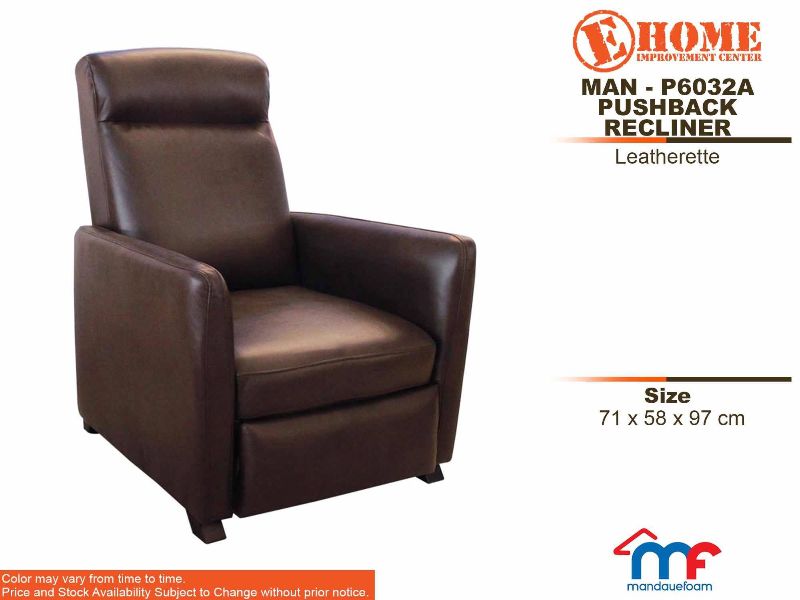 E HOME
IMPROVEMENT CENTER
MAN - P6032A
PUSHBACK
RECLINER
Leatherette
Size
71 x 58 x 97 cm
mf
mandauefoam
Color may vary from time to time.
Price and Stock Availability Subject to Change without prior notice.